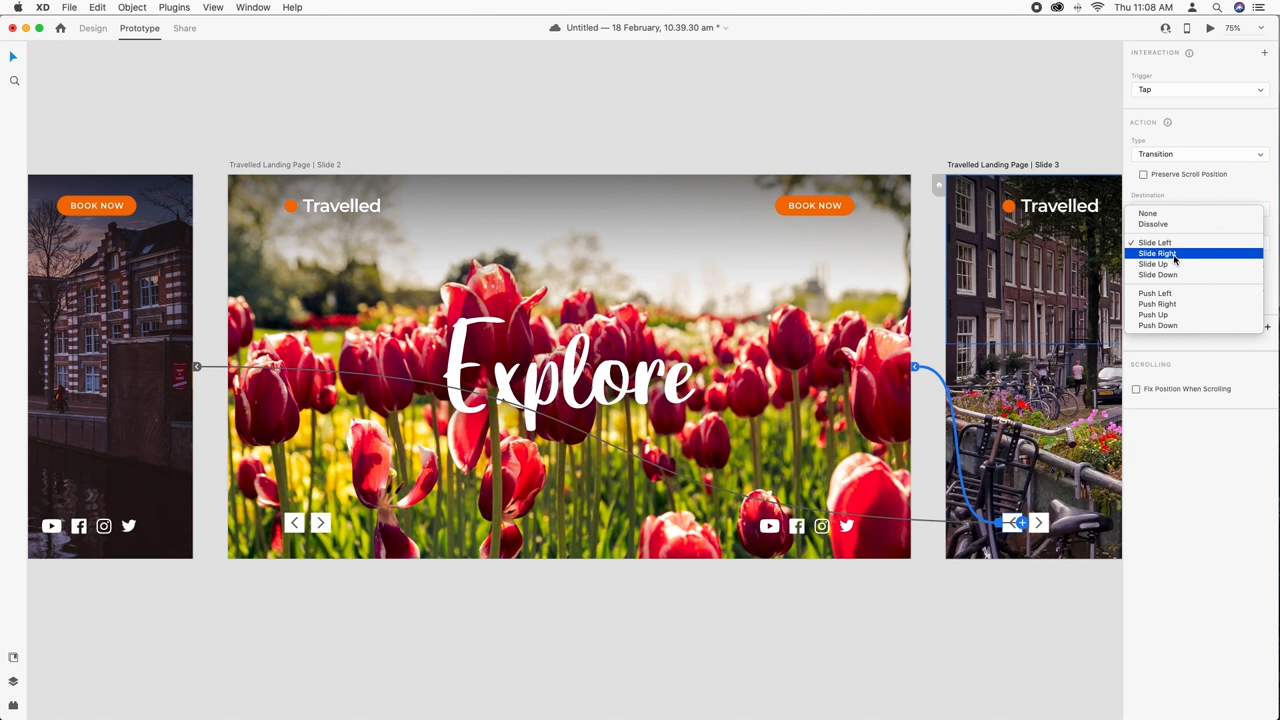 XD File Edit Object Plugins View Window Help
Thu 11:08 AM
Design Prototype Share
Untitled — 18 February, 10.39.30 am *
75%
INTERACTION
Trigger
Tap
ACTION
Type
Transition
Preserve Scroll Position
Destination
None
Dissolve
Slide Left
Slide Right
Slide Up
Slide Down
Push Left
Push Right
Push Up
Push Down
SCROLLING
Fix Position When Scrolling
Travelled Landing Page | Slide 2
Travelled Landing Page | Slide 3
BOOK NOW
Travelled
BOOK NOW
Travelled
Explore